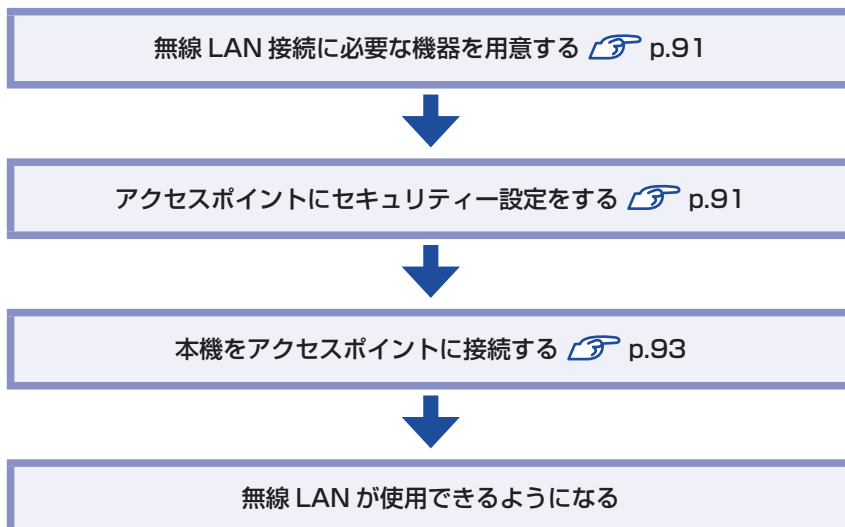 無線 LAN 接続に必要な機器を用意する p.91
アクセスポイントにセキュリティー設定をする p.91
本機をアクセスポイントに接続する p.93
無線 LAN が使用できるようになる